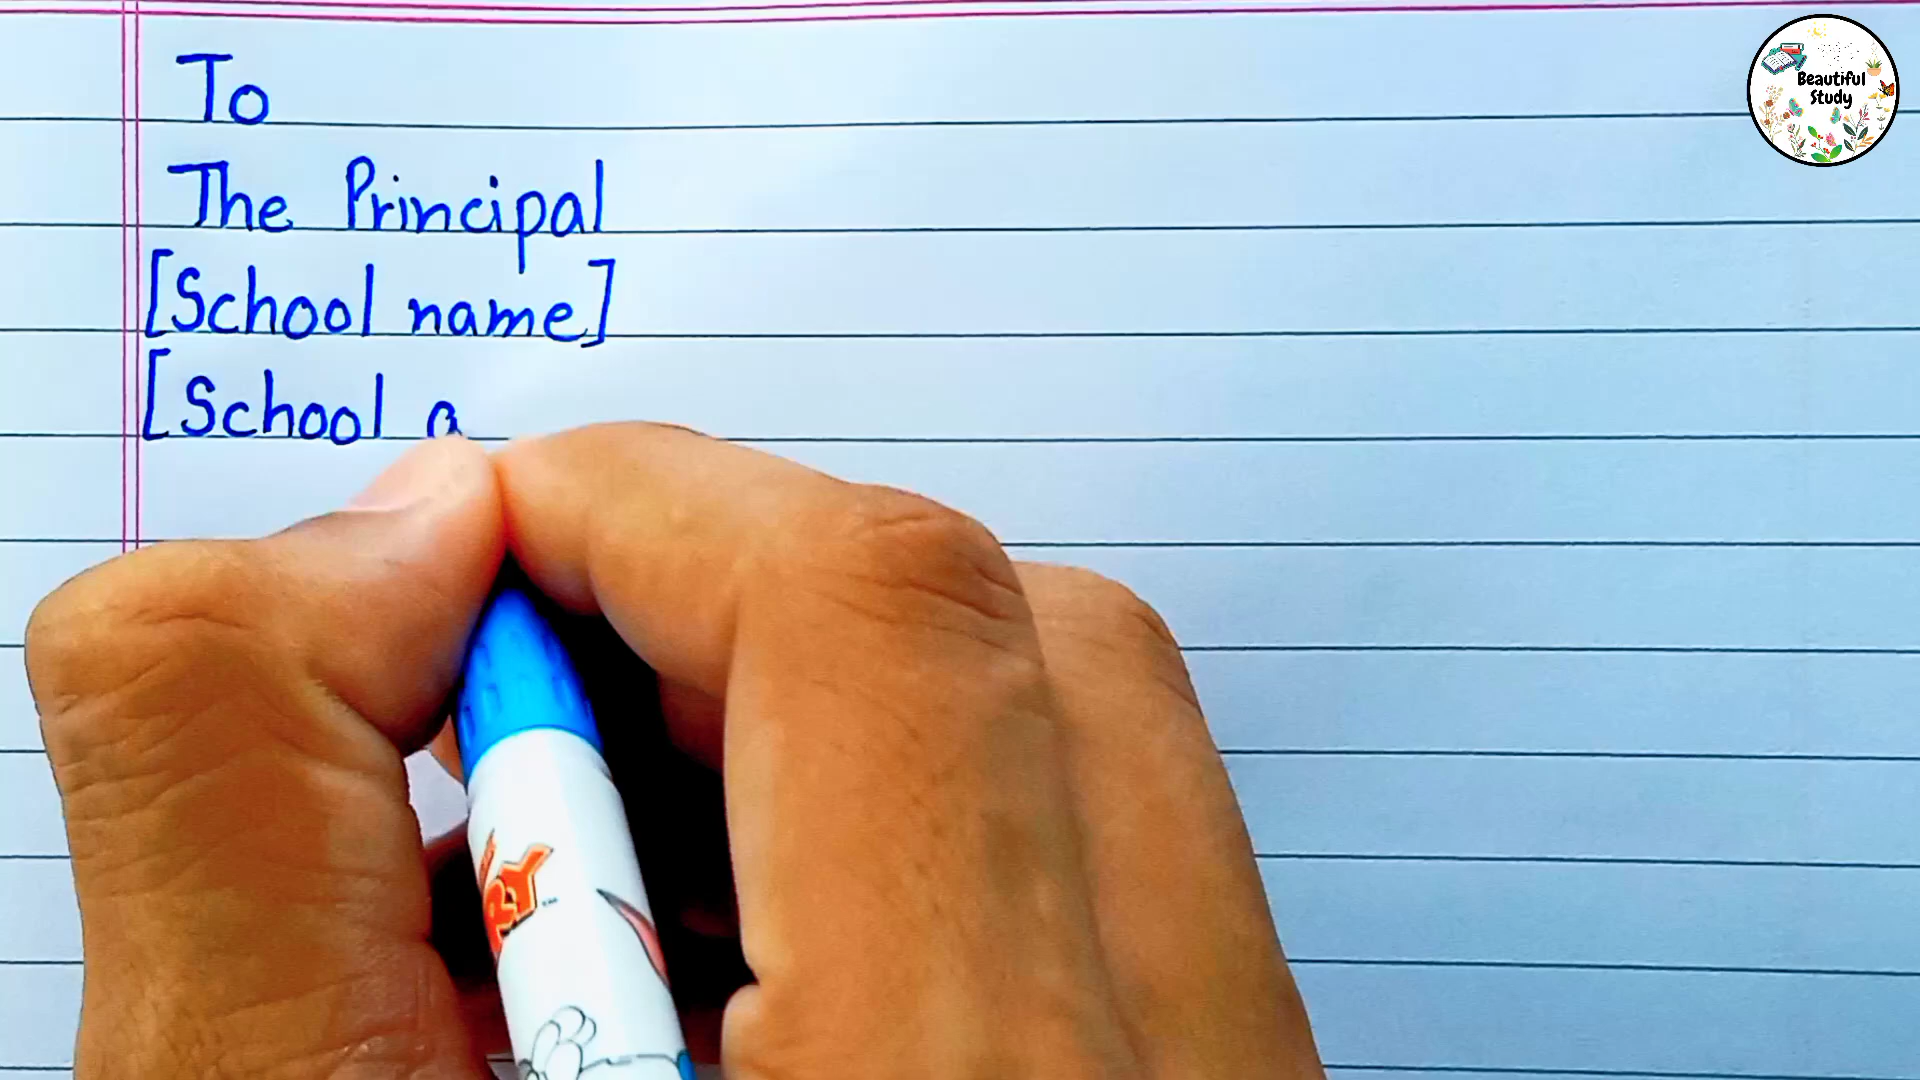 To
The Principal
[School name]
[School a
Beautiful
Study